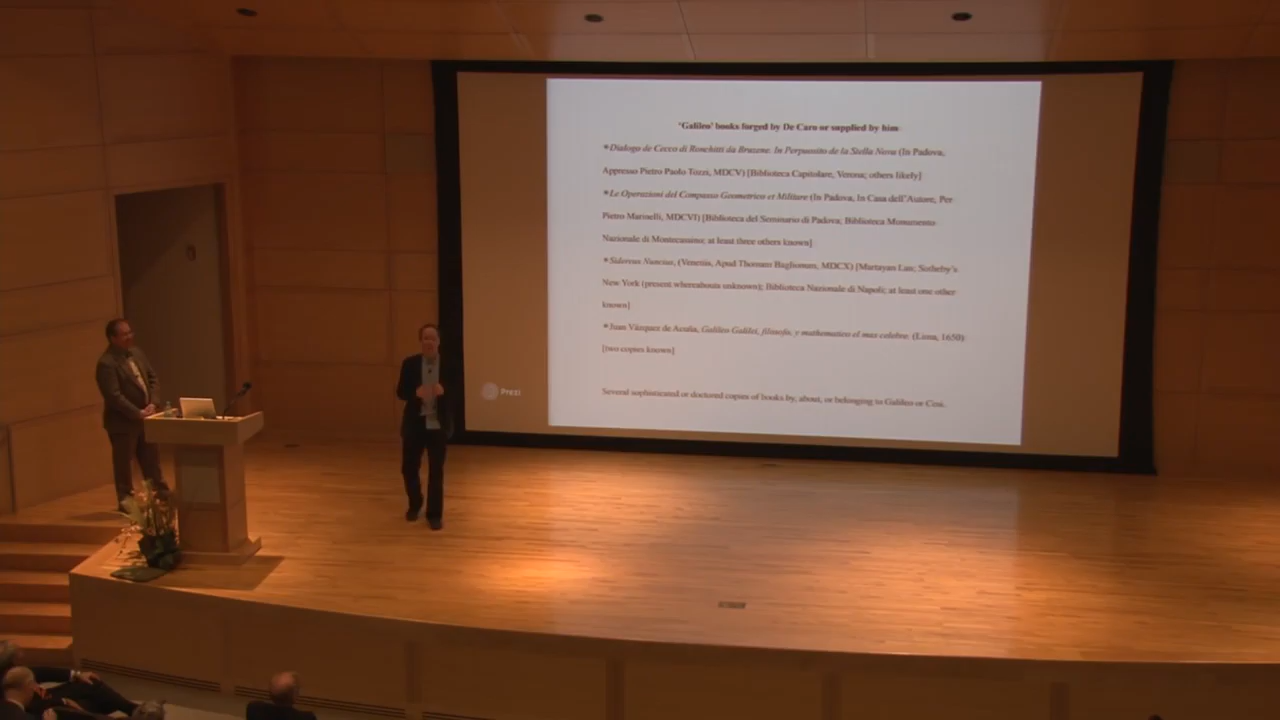 'Galileo' books forged by De Caro or supplied by him
*Dialogo de Cecco di Ronchitti da Bruzene. In Perpuosito de la Stella Nova (In Padova,
Appresso Pietro Paolo Tozzi, MDCV) [Biblioteca Capitolare, Verona; others likely]
*Le Operazioni del Compasso Geometrico et Militare (In Padova, In Casa dell'Autore, Per
Pietro Marinelli, MDCVI) [Biblioteca del Seminario di Padova; Biblioteca Monumento
Nazionale di Montecassino; at least three others known]
*Sidereus Nuncius, (Venetiis, Apud Thomam Baglionum, MDCX) [Martayan Lan; Sotheby's
New York (present whereabouts unknown); Biblioteca Nazionale di Napoli; at least one other
known]
*Juan Vázquez de Acuña, Galileo Galilei, filosofo, y mathematico el mas celebre. (Lima, 1650)
[two copies known]
Several sophisticated or doctored copies of books by, about, or belonging to Galileo or Cesi.
Prezi